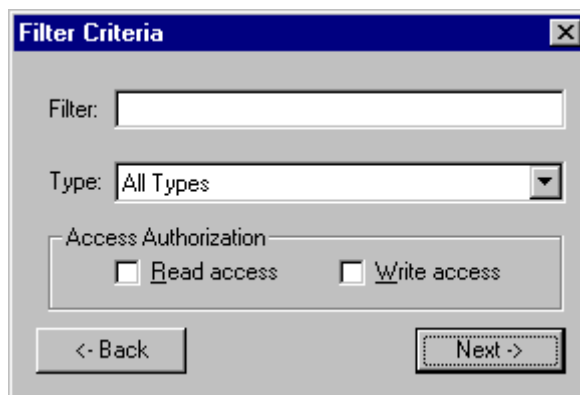 Filter Criteria
Filter:
Type: All Types
Access Authorization
Read access Write access
<- Back Next ->